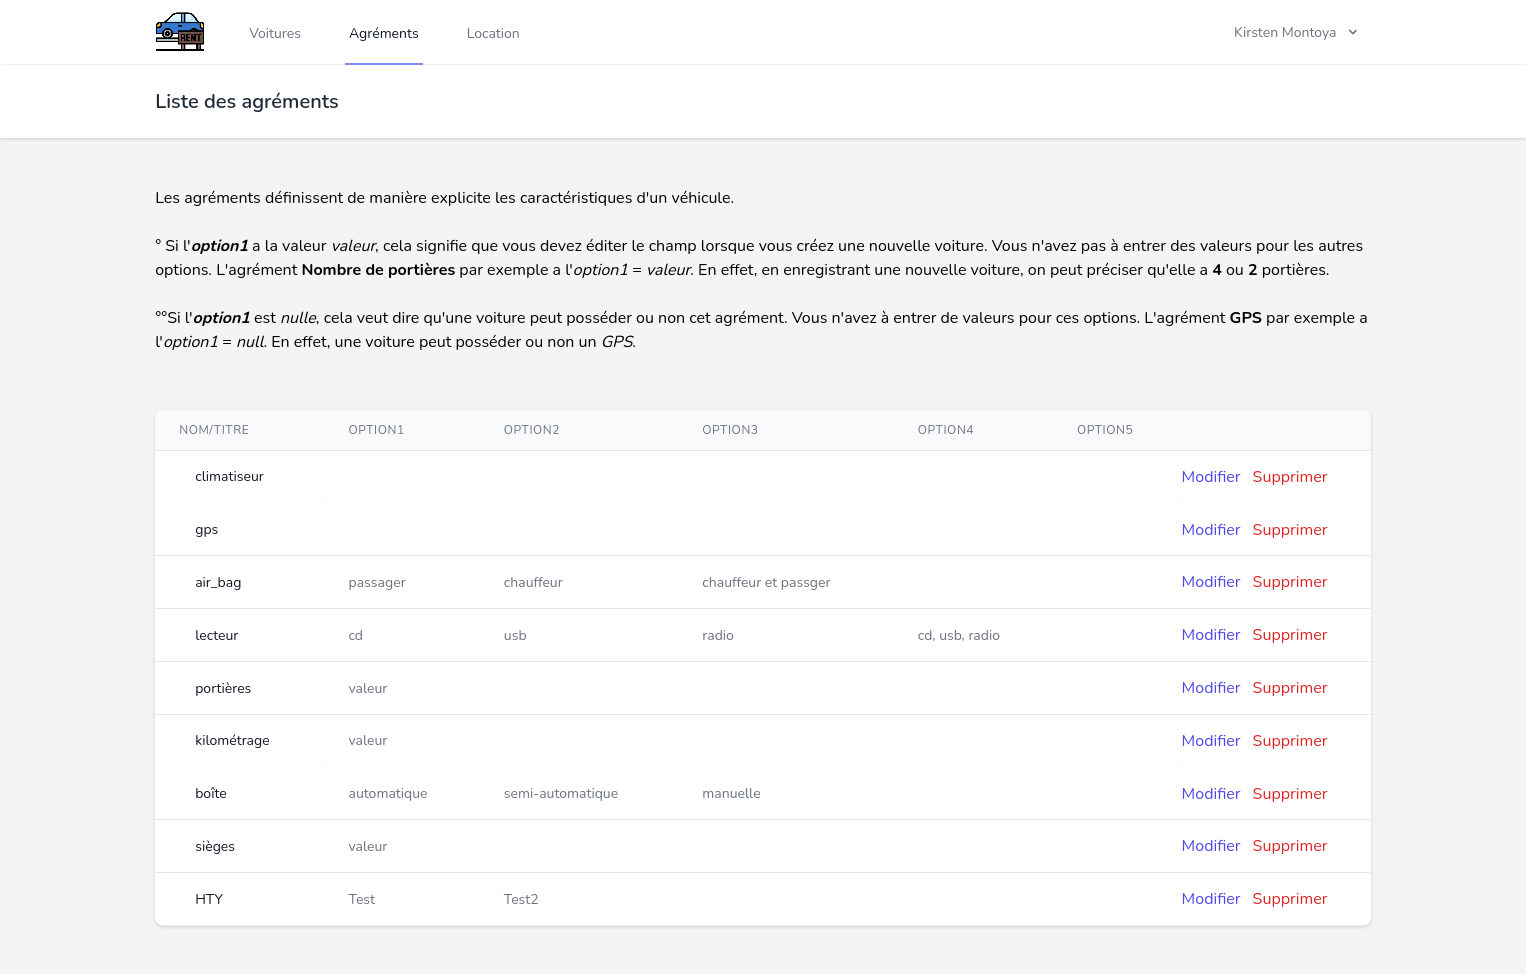 RENT
Voitures Agréments Location Kirsten Montoya
Liste des agréments
Les agréments définissent de manière explicite les caractéristiques d'un véhicule.
° Si l'option1 a la valeur valeur, cela signifie que vous devez éditer le champ lorsque vous créez une nouvelle voiture. Vous n'avez pas à entrer des valeurs pour les autres
options. L'agrément Nombre de portières par exemple a l'option1 = valeur. En effet, en enregistrant une nouvelle voiture, on peut préciser qu'elle a 4 ou 2 portières.
°°Si l'option1 est nulle, cela veut dire qu'une voiture peut posséder ou non cet agrément. Vous n'avez à entrer de valeurs pour ces options. L'agrément GPS par exemple a
l'option1 = null. En effet, une voiture peut posséder ou non un GPS.
NOM/TITRE OPTION1 OPTION2 OPTION3 OPTION4 OPTION5
climatiseur Modifier Supprimer
gps Modifier Supprimer
air_bag passager chauffeur chauffeur et passger Modifier Supprimer
lecteur cd usb radio cd, usb, radio Modifier Supprimer
portières valeur Modifier Supprimer
kilométrage valeur Modifier Supprimer
boîte automatique semi-automatique manuelle Modifier Supprimer
sièges valeur Modifier Supprimer
HTY Test Test2 Modifier Supprimer